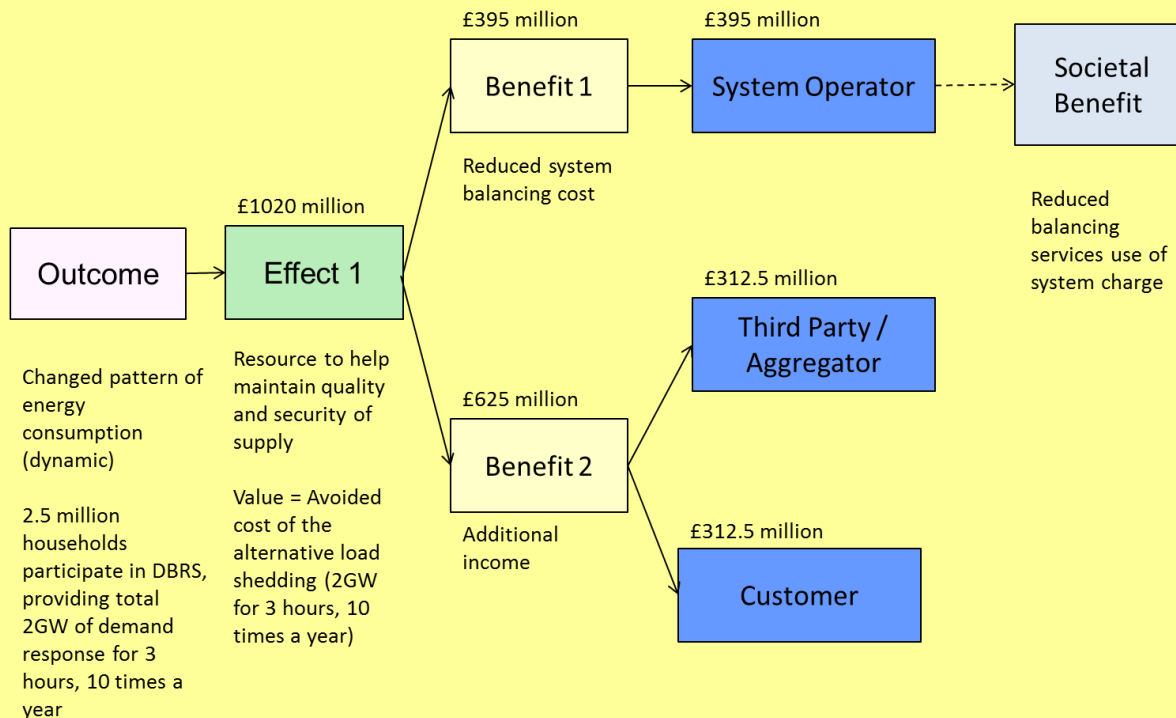 £395 million
Benefit 1
Reduced system
balancing cost
£395 million
System Operator
Societal
Benefit
Reduced
balancing
services use of
system charge
£1020 million
Outcome
Changed pattern of
energy
consumption
(dynamic)
2.5 million
households
participate in DBRS,
providing total
2GW of demand
response for 3
hours, 10 times a
year
Effect 1
Resource to help
maintain quality
and security of
supply
Value = Avoided
cost of the
alternative load
shedding (2GW
for 3 hours, 10
times a year)
£625 million
Benefit 2
Additional
income
£312.5 million
Third Party /
Aggregator
£312.5 million
Customer